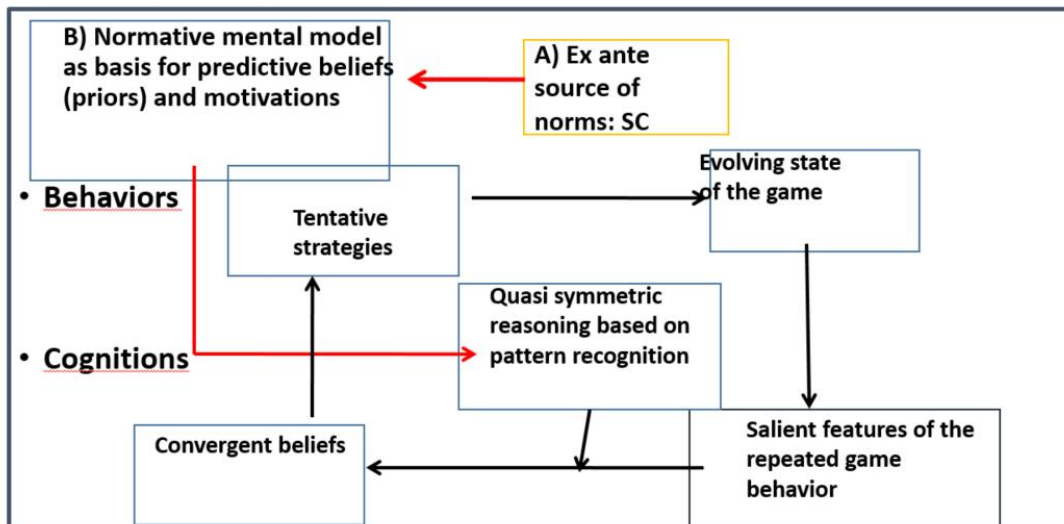 B) Normative mental model
as basis for predictive beliefs
(priors) and motivations
A) Ex ante
source of
norms: SC
Evolving state
of the game
• Behaviors
Tentative
strategies
Quasi symmetric
reasoning based on
pattern recognition
• Cognitions
Convergent beliefs
Salient features of the
repeated game
behavior